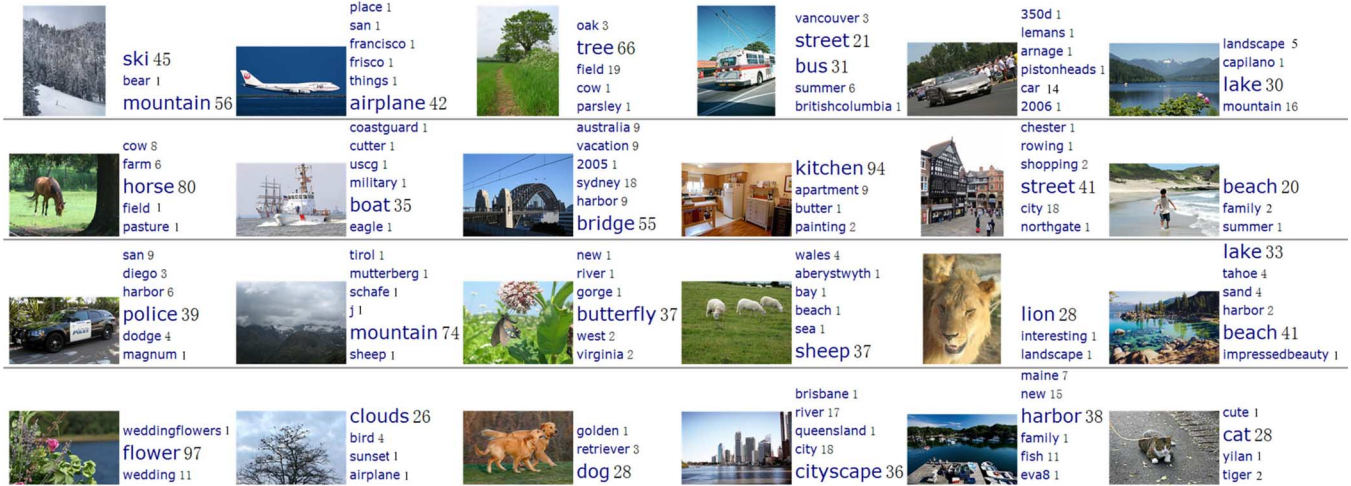 ski 45
bear 1
mountain 56
place 1
san 1
francisco 1
frisco 1
things 1
airplane 42
oak 3
tree 66
field 19
cow 1
parsley 1
vancouver 3
street 21
bus 31
summer 6
britishcolumbia 1
350d 1
lemans 1
arnage 1
pistonheads 1
car 14
2006 1
landscape 5
capilano 1
lake 30
mountain 16
cow 8
farm 6
horse 80
field 1
pasture 1
coastguard 1
cutter 1
uscg 1
military 1
boat 35
eagle 1
australia 9
vacation 9
2005 1
sydney 18
harbor 9
bridge 55
kitchen 94
apartment 9
butter 1
painting 2
chester 1
rowing 1
shopping 2
street 41
city 18
northgate 1
beach 20
family 2
summer 1
san 9
diego 3
harbor 6
police 39
dodge 4
magnum 1
tirol 1
mutterberg 1
schafe 1
j 1
mountain 74
sheep 1
new 1
river 1
gorge 1
butterfly 37
west 2
virginia 2
wales 4
aberystwyth 1
bay 1
beach 1
sea 1
sheep 37
lion 28
interesting 1
landscape 1
lake 33
tahoe 4
sand 4
harbor 2
beach 41
impressedbeauty 1
weddingflowers 1
flower 97
wedding 11
clouds 26
bird 4
sunset 1
airplane 1
golden 1
retriever 3
dog 28
brisbane 1
river 17
queensland 1
city 18
cityscape 36
maine 7
new 15
harbor 38
family 1
fish 11
eva8 1
cute 1
cat 28
yilan 1
tiger 2